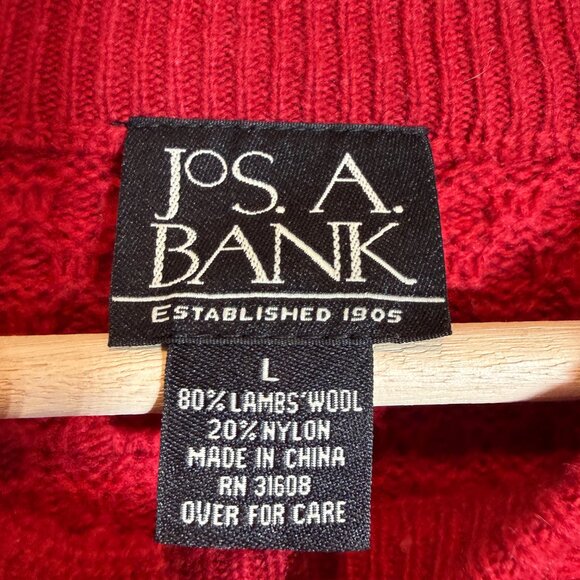 JOS. A.
BANK
ESTABLISHED 1905
L
80% LAMBS' WOOL
20% NYLON
MADE IN CHINA
RN 31608
OVER FOR CARE